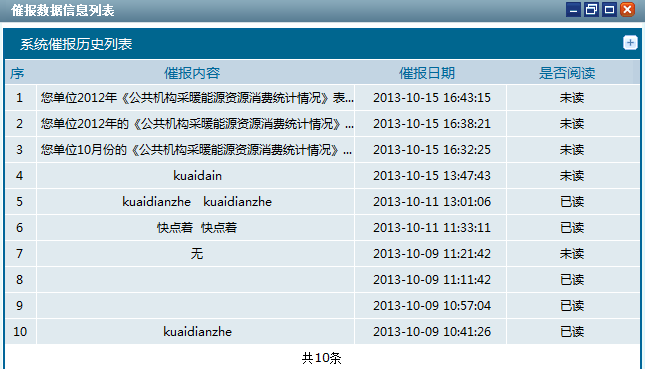 催报数据信息列表
系统催报历史列表
序 催报内容 催报日期 是否阅读
1 您单位2012年《公共机构采暖能源资源消费统计情况》表... 2013-10-15 16:43:15 未读
2 您单位2012年的《公共机构采暖能源资源消费统计情况》... 2013-10-15 16:38:21 未读
3 您单位10月份的《公共机构采暖能源资源消费统计情况》... 2013-10-15 16:32:25 未读
4 kuaidain 2013-10-15 13:47:43 未读
5 kuaidianzhe kuaidianzhe 2013-10-11 13:01:06 已读
6 快点着 快点着 2013-10-11 11:33:11 已读
7 无 2013-10-09 11:21:42 未读
8 2013-10-09 11:11:42 已读
9 2013-10-09 10:57:04 已读
10 kuaidianzhe 2013-10-09 10:41:26 已读
共10条